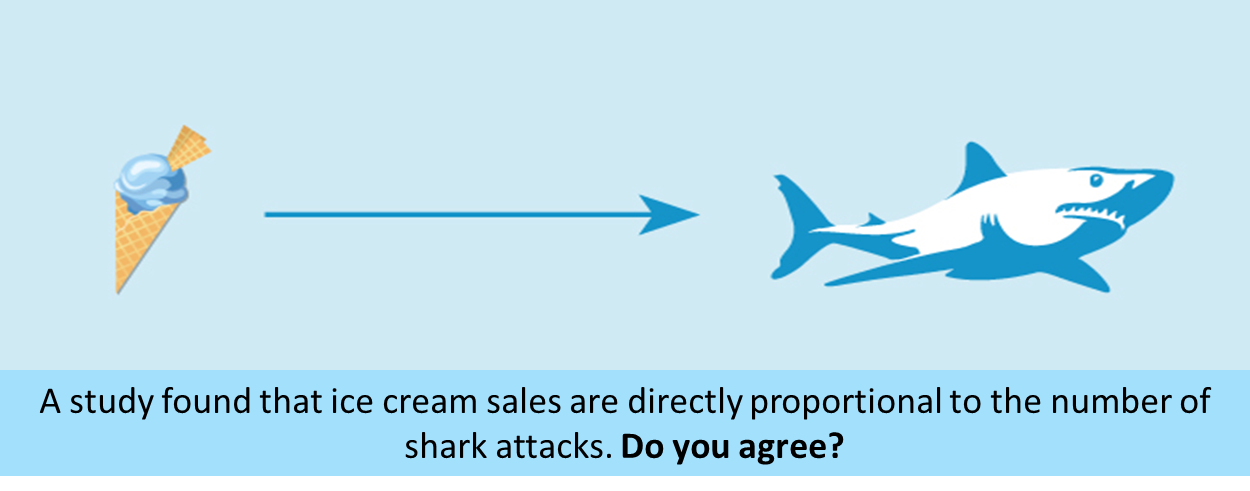 A study found that ice cream sales are directly proportional to the number of
shark attacks. Do you agree?